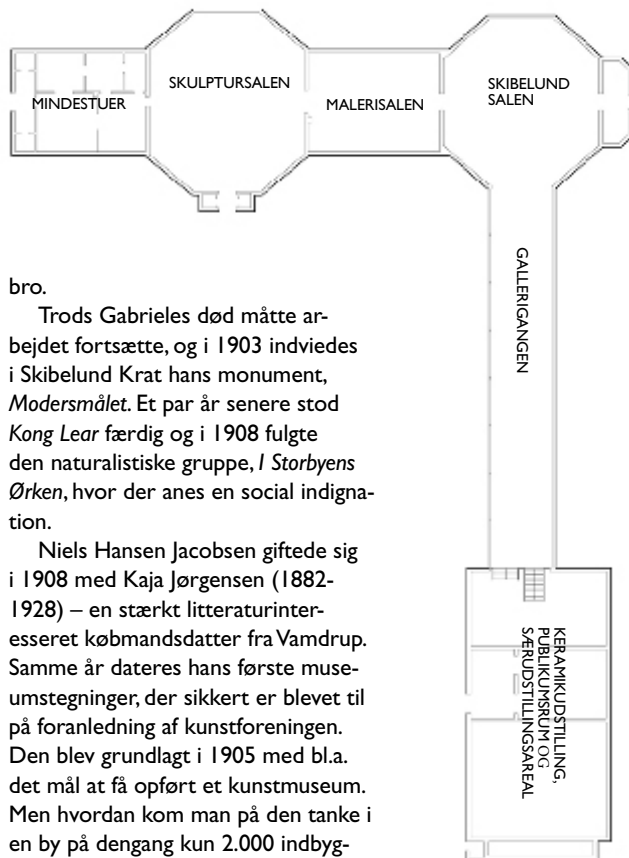 MINDESTUER
SKULPTURSALEN
MALERISALEN
SKIBELUND
SALEN
GALLERIGANGEN
KERAMIKUDSTILLING,
PUBLIKUMSRUM OG
SÆRUDSTILLINGSAREAL
bro.
Trods Gabrieles død måtte ar-
bejdet fortsætte, og i 1903 indviedes
i Skibelund Krat hans monument,
Modersmålet. Et par år senere stod
Kong Lear færdig og i 1908 fulgte
den naturalistiske gruppe, I Storbyens
Ørken, hvor der anes en social indigna-
tion.
Niels Hansen Jacobsen giftede sig
i 1908 med Kaja Jørgensen (1882-
1928) – en stærkt litteraturinter-
esseret købmandsdatter fra Vamdrup.
Samme år dateres hans første muse-
umstegninger, der sikkert er blevet til
på foranledning af kunstforeningen.
Den blev grundlagt i 1905 med bl.a.
det mål at få opført et kunstmuseum.
Men hvordan kom man på den tanke i
en by på dengang kun 2.000 indbyg-